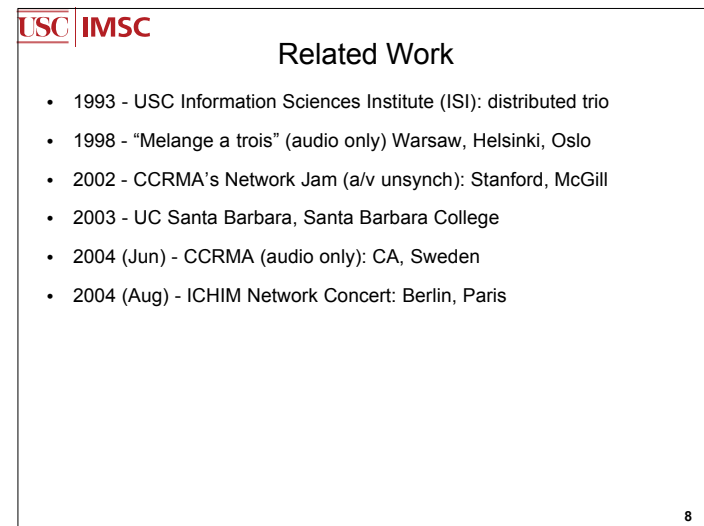 USC IMSC
Related Work
• 1993 - USC Information Sciences Institute (ISI): distributed trio
• 1998 - “Melange a trois” (audio only) Warsaw, Helsinki, Oslo
• 2002 - CCRMA’s Network Jam (a/v unsynch): Stanford, McGill
• 2003 - UC Santa Barbara, Santa Barbara College
• 2004 (Jun) - CCRMA (audio only): CA, Sweden
• 2004 (Aug) - ICHIM Network Concert: Berlin, Paris
8